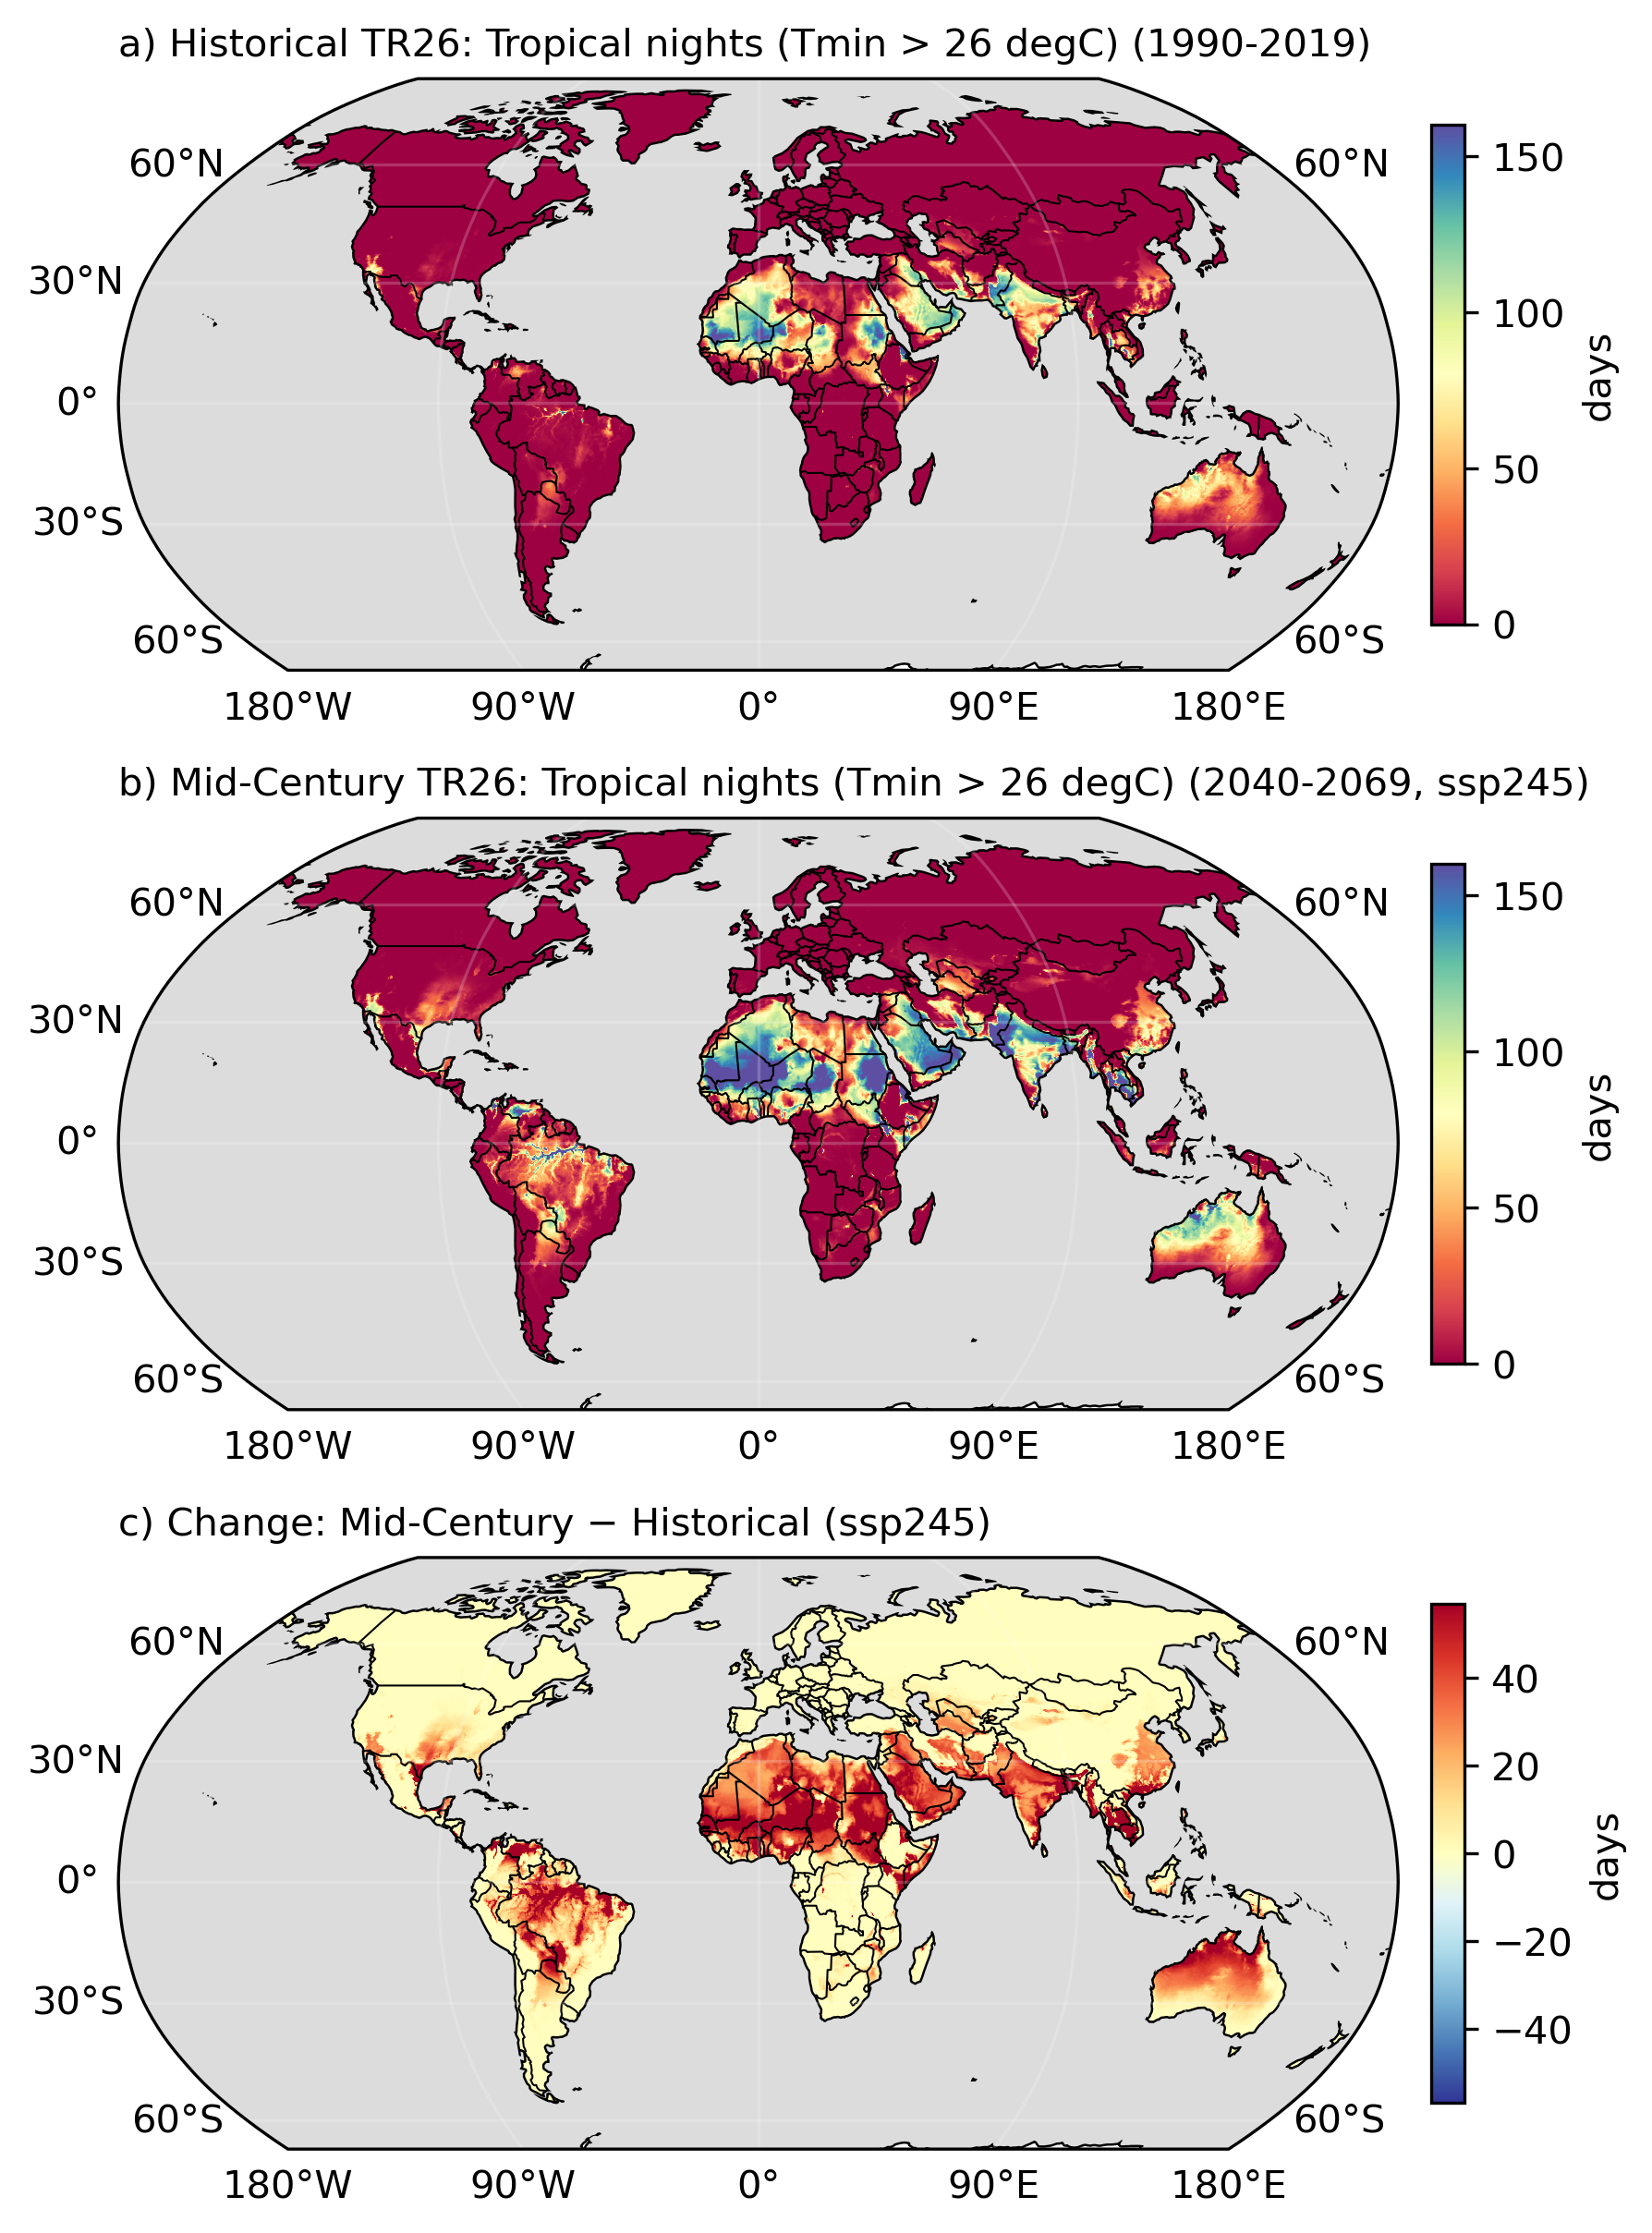 a) Historical TR26: Tropical nights (Tmin > 26 degC) (1990-2019)
60°N
60°N
30°N
0°
30°S
60°S
60°S
180°W
90°W
0°
90°E
180°E
150
100
50
0
days
b) Mid-Century TR26: Tropical nights (Tmin > 26 degC) (2040-2069, ssp245)
60°N
60°N
30°N
0°
30°S
60°S
60°S
180°W
90°W
0°
90°E
180°E
150
100
50
0
days
c) Change: Mid-Century − Historical (ssp245)
60°N
60°N
30°N
0°
30°S
60°S
60°S
180°W
90°W
0°
90°E
180°E
40
20
0
−20
−40
days